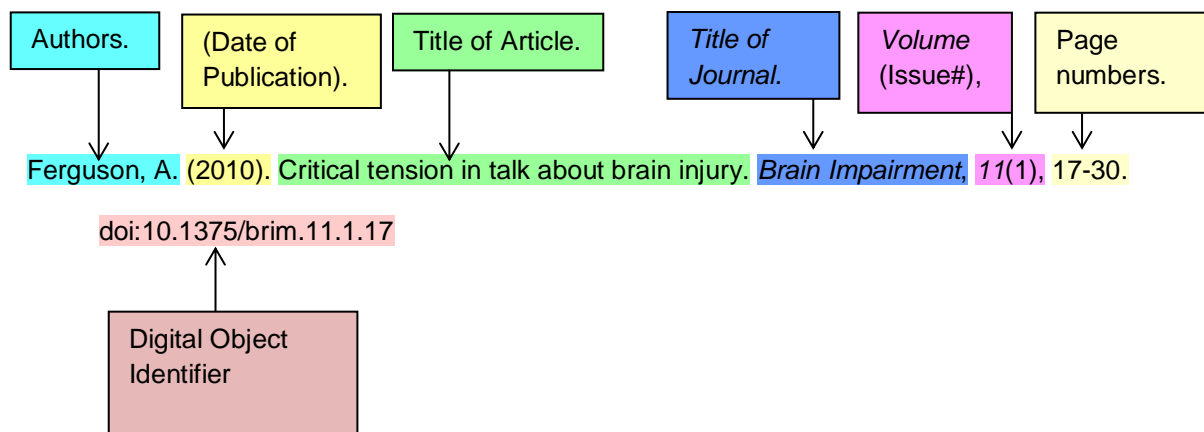 Authors.
(Date of
Publication).
Title of Article.
Title of
Journal.
Volume
(Issue#),
Page
numbers.
Ferguson, A. (2010). Critical tension in talk about brain injury. Brain Impairment, 11(1), 17-30.
doi:10.1375/brim.11.1.17
Digital Object
Identifier